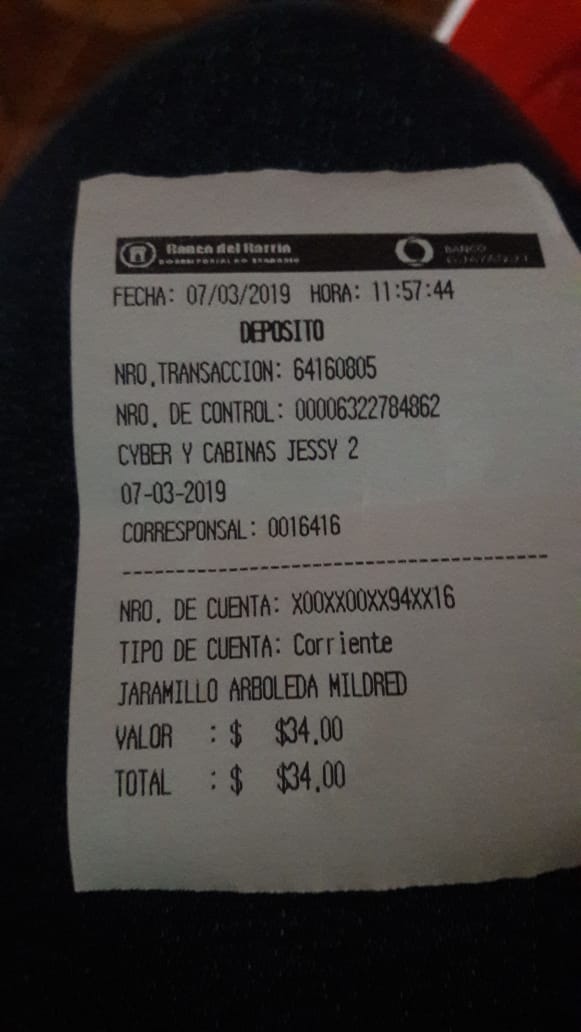 Banco del Barrio
BANCO
GUAYAQUIL
FECHA: 07/03/2019 HORA: 11:57:44
DEPOSITO
NRO.TRANSACCION: 64160805
NRO. DE CONTROL: 00006322784862
CYBER Y CABINAS JESSY 2
07-03-2019
CORRESPONSAL: 0016416
NRO. DE CUENTA: X00XX00XX94XX16
TIPO DE CUENTA: Corriente
JARAMILLO ARBOLEDA MILDRED
VALOR : $ $34.00
TOTAL : $ $34.00